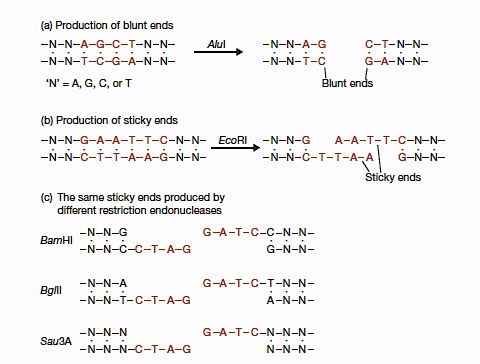 (a) Production of blunt ends
–N–N–A–G–C–T–N–N– AluI –N–N–A–G C–T–N–N–
–N–N–T–C–G–A–N–N– –N–N–T–C G–A–N–N–
'N' = A, G, C, or T Blunt ends
(b) Production of sticky ends
–N–N–G–A–A–T–T–C–N–N– EcoRI –N–N–G A–A–T–T–C–N–N–
–N–N–C–T–T–A–A–G–N–N– –N–N–C–T–T–A–A G–N–N–
Sticky ends
(c) The same sticky ends produced by
different restriction endonucleases
–N–N–G G–A–T–C–C–N–N–
BamHI
–N–N–C–C–T–A–G G–N–N–
–N–N–A G–A–T–C–T–N–N–
BglII
–N–N–T–C–T–A–G A–N–N–
–N–N–N G–A–T–C–N–N–N–
Sau3A
–N–N–N–C–T–A–G N–N–N–